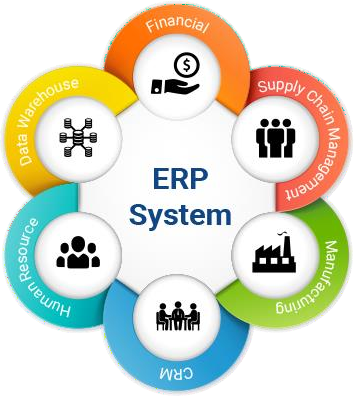 Financial
Supply Chain Management
Manufacturing
CRM
Human Resource
Data Warehouse
ERP
System